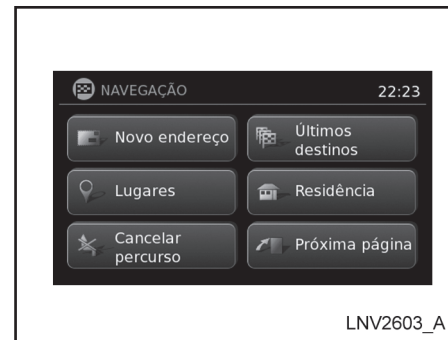 NAVEGAÇÃO 22:23
Novo endereço
Últimos
destinos
Lugares
Residência
Cancelar
percurso
Próxima página
LNV2603_A